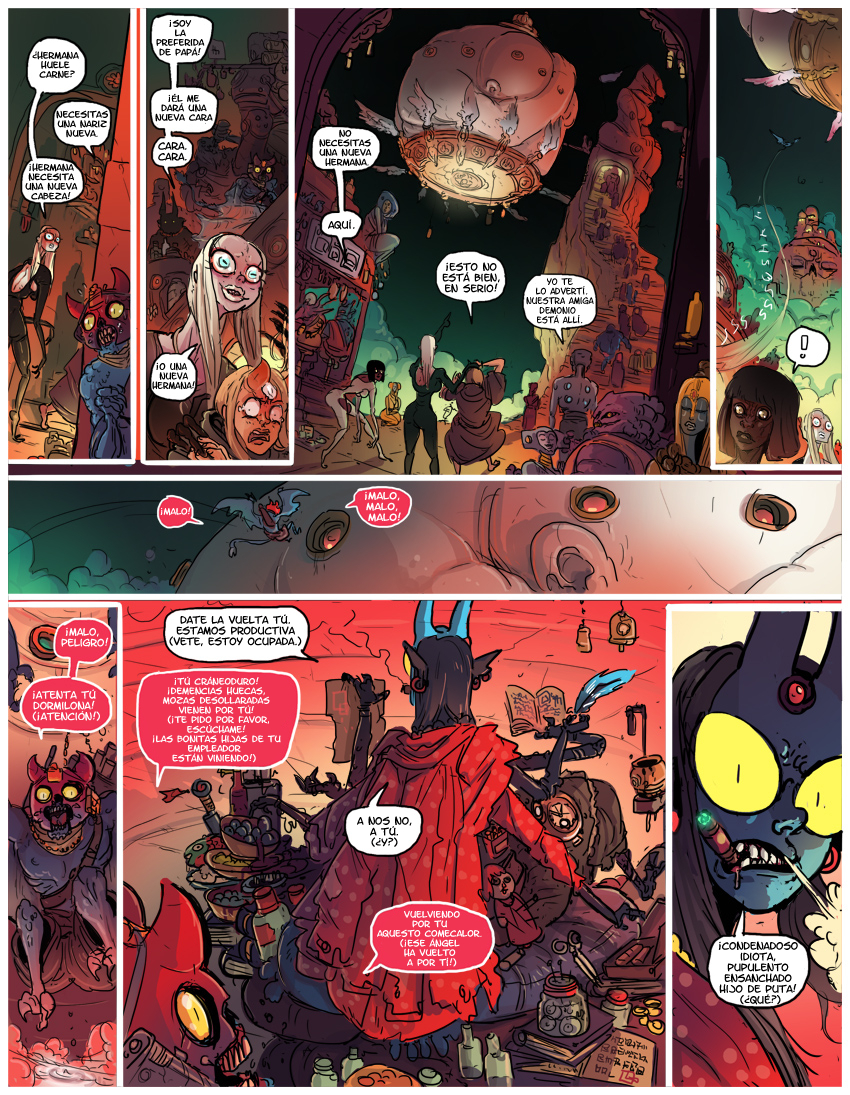 ¿HERMANA
HUELE
CARNE?
NECESITAS
UNA NARIZ
NUEVA.
¡HERMANA
NECESITA
UNA NUEVA
CABEZA!
¡SOY
LA
PREFERIDA
DE PAPÁ!
¡ÉL ME
DARÁ UNA
NUEVA CARA
CARA.
CARA.
¡O UNA
NUEVA
HERMANA!
NO
NECESITAS
UNA NUEVA
HERMANA.
AQUÍ.
¡ESTO NO
ESTÁ BIEN,
EN SERIO!
YO TE
LO ADVERTÍ.
NUESTRA AMIGA
DEMONIO
ESTÁ ALLÍ.
!
¡MALO!
¡MALO,
MALO,
MALO!
¡MALO,
PELIGRO!
¡ATENTA TÚ
DORMILONA!
(¡ATENCIÓN!)
DATE LA VUELTA TÚ.
ESTAMOS PRODUCTIVA
(VETE, ESTOY OCUPADA.)
¡TÚ CRÁNEODURO!
¡DEMENCIAS HUECAS,
MOZAS DESOLLARADAS
VIENEN POR TÚ!
(¡TE PIDO POR FAVOR,
ESCÚCHAME!
¡LAS BONITAS HIJAS DE TU
EMPLEADOR
ESTÁN VINIENDO!)
A NOS NO,
A TÚ.
(¿Y?)
VUELVIENDO
POR TU
AQUESTO COMECALOR.
(¡ESE ÁNGEL
HA VUELTO
A POR TÍ!)
¡CONDENADOSO
IDIOTA,
PUPULENTO
ENSANCHADO
HIJO DE PUTA!
(¿QUÉ?)